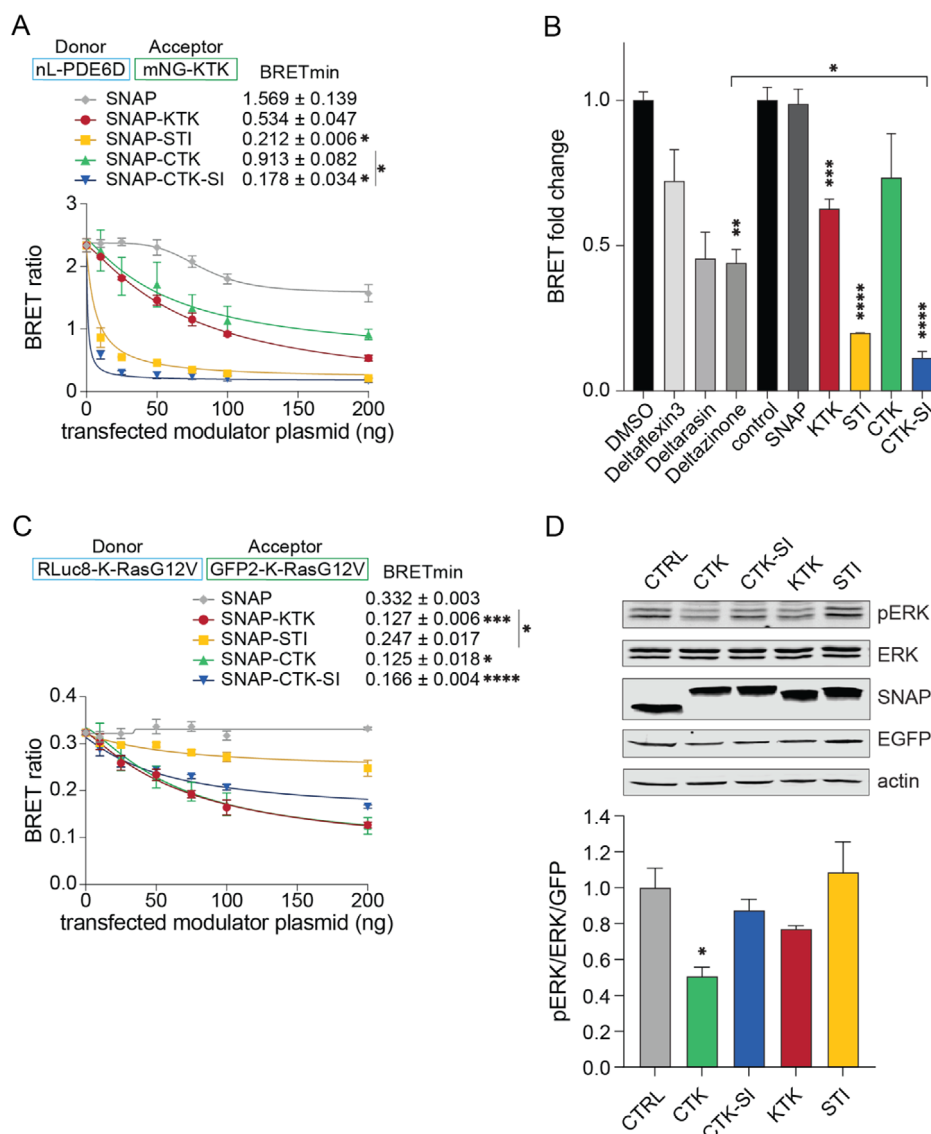 A
Donor Acceptor
nL-PDE6D mNG-KTK BRETmin
SNAP 1.569 ± 0.139
SNAP-KTK 0.534 ± 0.047
SNAP-STI 0.212 ± 0.006 *
SNAP-CTK 0.913 ± 0.082
SNAP-CTK-SI 0.178 ± 0.034 *
*
BRET ratio
3
2
1
0
0 50 100 150 200
transfected modulator plasmid (ng)
B
BRET fold change
1.0
0.5
0.0
*
** *** **** ****
DMSO
Deltaflexin3
Deltarasin
Deltazinone
control
SNAP
KTK
STI
CTK
CTK-SI
C
Donor Acceptor
RLuc8-K-RasG12V GFP2-K-RasG12V BRETmin
SNAP 0.332 ± 0.003
SNAP-KTK 0.127 ± 0.006 ***
SNAP-STI 0.247 ± 0.017
SNAP-CTK 0.125 ± 0.018 *
SNAP-CTK-SI 0.166 ± 0.004 ****
*
BRET ratio
0.4
0.3
0.2
0.1
0.0
0 50 100 150 200
transfected modulator plasmid (ng)
D
CTRL CTK CTK-SI KTK STI
pERK
ERK
SNAP
EGFP
actin
pERK/ERK/GFP
1.4
1.2
1.0
0.8
0.6
0.4
0.2
0.0
*
CTRL CTK CTK-SI KTK STI